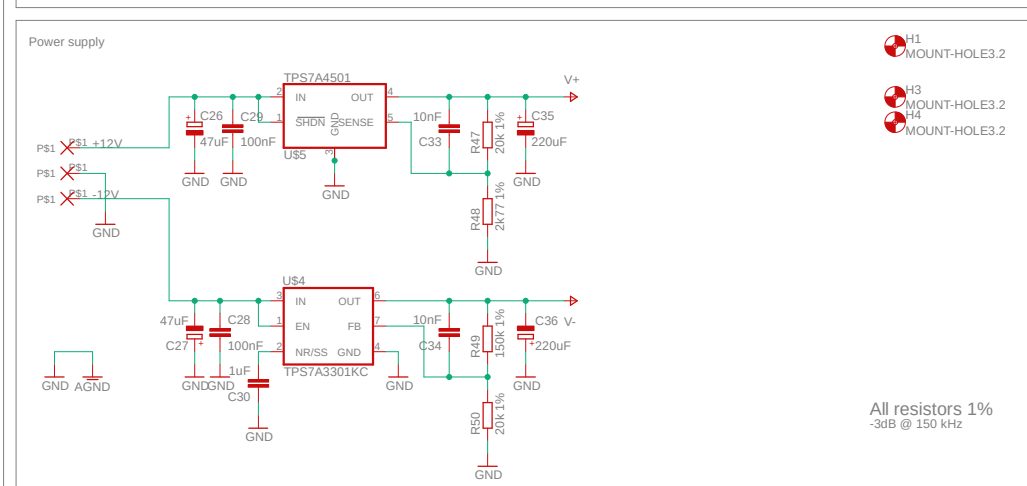 Power supply
H1
MOUNT-HOLE3.2
H3
MOUNT-HOLE3.2
H4
MOUNT-HOLE3.2
TPS7A4501
V+
2
IN
OUT
4
C26
C29
10nF
C35
1
SHDN
GND
SENSE
5
47uF
100nF
C33
R47
20k 1%
220uF
U$5
3
P$1
P$1
+12V
P$1
P$1
P$1
P$1
-12V
GND
GND
GND
GND
R48
2k77 1%
GND
GND
U$4
3
IN
OUT
6
V-
47uF
C28
10nF
C36
1
EN
FB
7
C27
100nF
C34
R49
150k 1%
220uF
2
NR/SS
GND
4
TPS7A3301KC
1uF
C30
GND
AGND
GND
GND
GND
GND
R50
20k 1%
GND
GND
All resistors 1%
-3dB @ 150 kHz